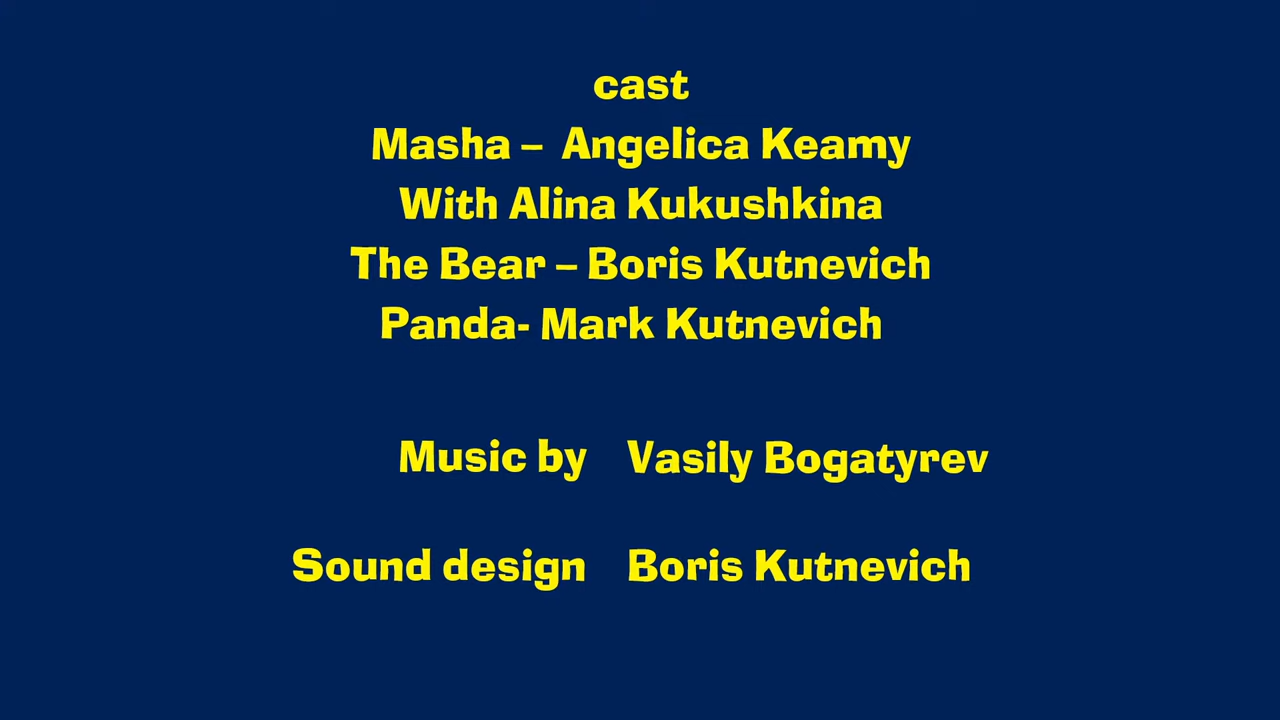 cast
Masha – Angelica Keamy
With Alina Kukushkina
The Bear – Boris Kutnevich
Panda- Mark Kutnevich
Music by Vasily Bogatyrev
Sound design Boris Kutnevich